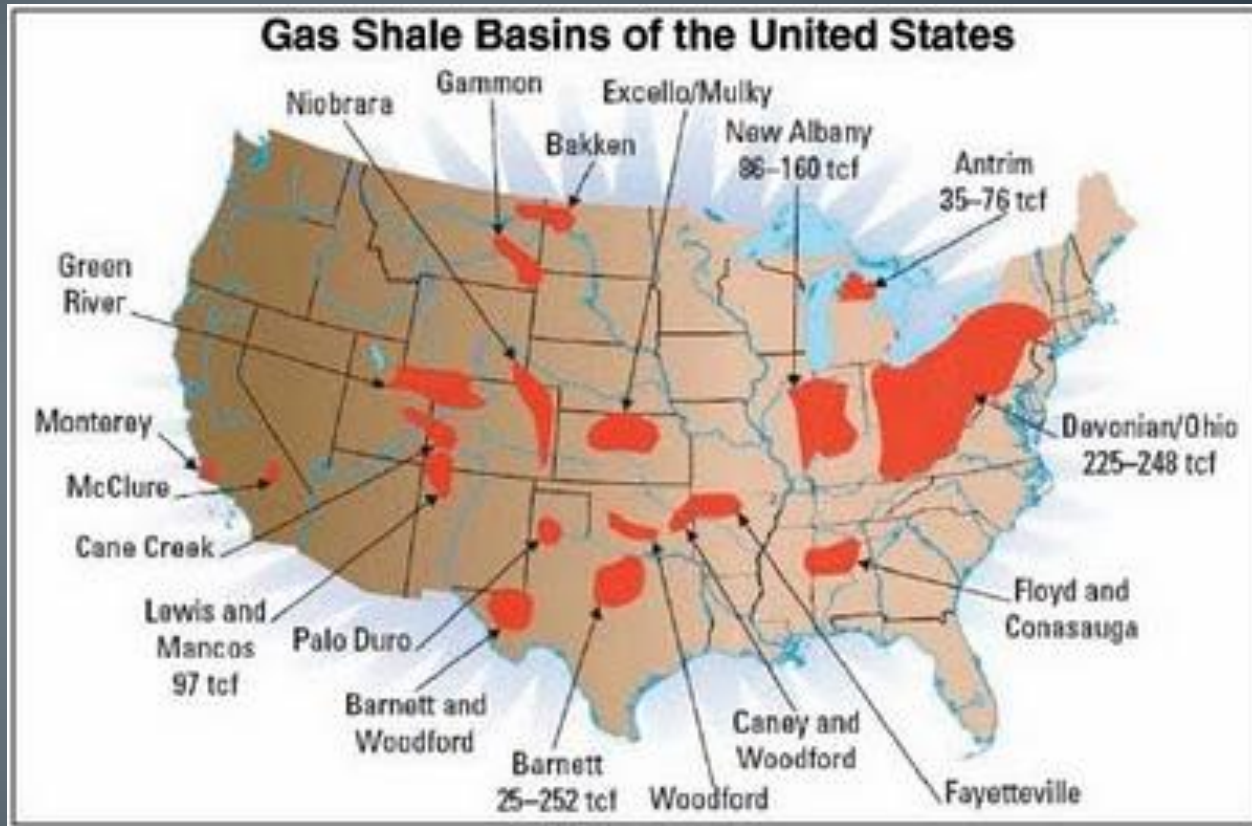 Gas Shale Basins of the United States
Gammon
Niobrara
Excello/Mulky
Bakken
New Albany
86–160 tcf
Antrim
35–76 tcf
Green
River
Monterey
McClure
Cane Creek
Lewis and
Mancos
97 tcf
Palo Duro
Barnett and
Woodford
Barnett
25–252 tcf
Woodford
Caney and
Woodford
Fayetteville
Floyd and
Conasauga
Devonian/Ohio
225–248 tcf